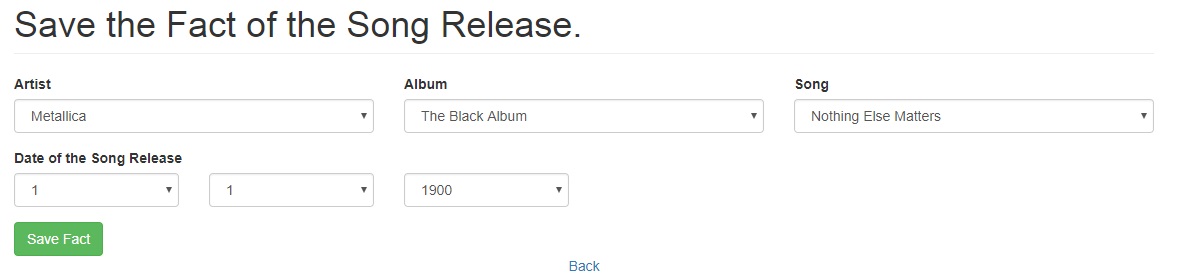 Save the Fact of the Song Release.
Artist Album Song
Metallica The Black Album Nothing Else Matters
Date of the Song Release
1 1 1900
Save Fact
Back